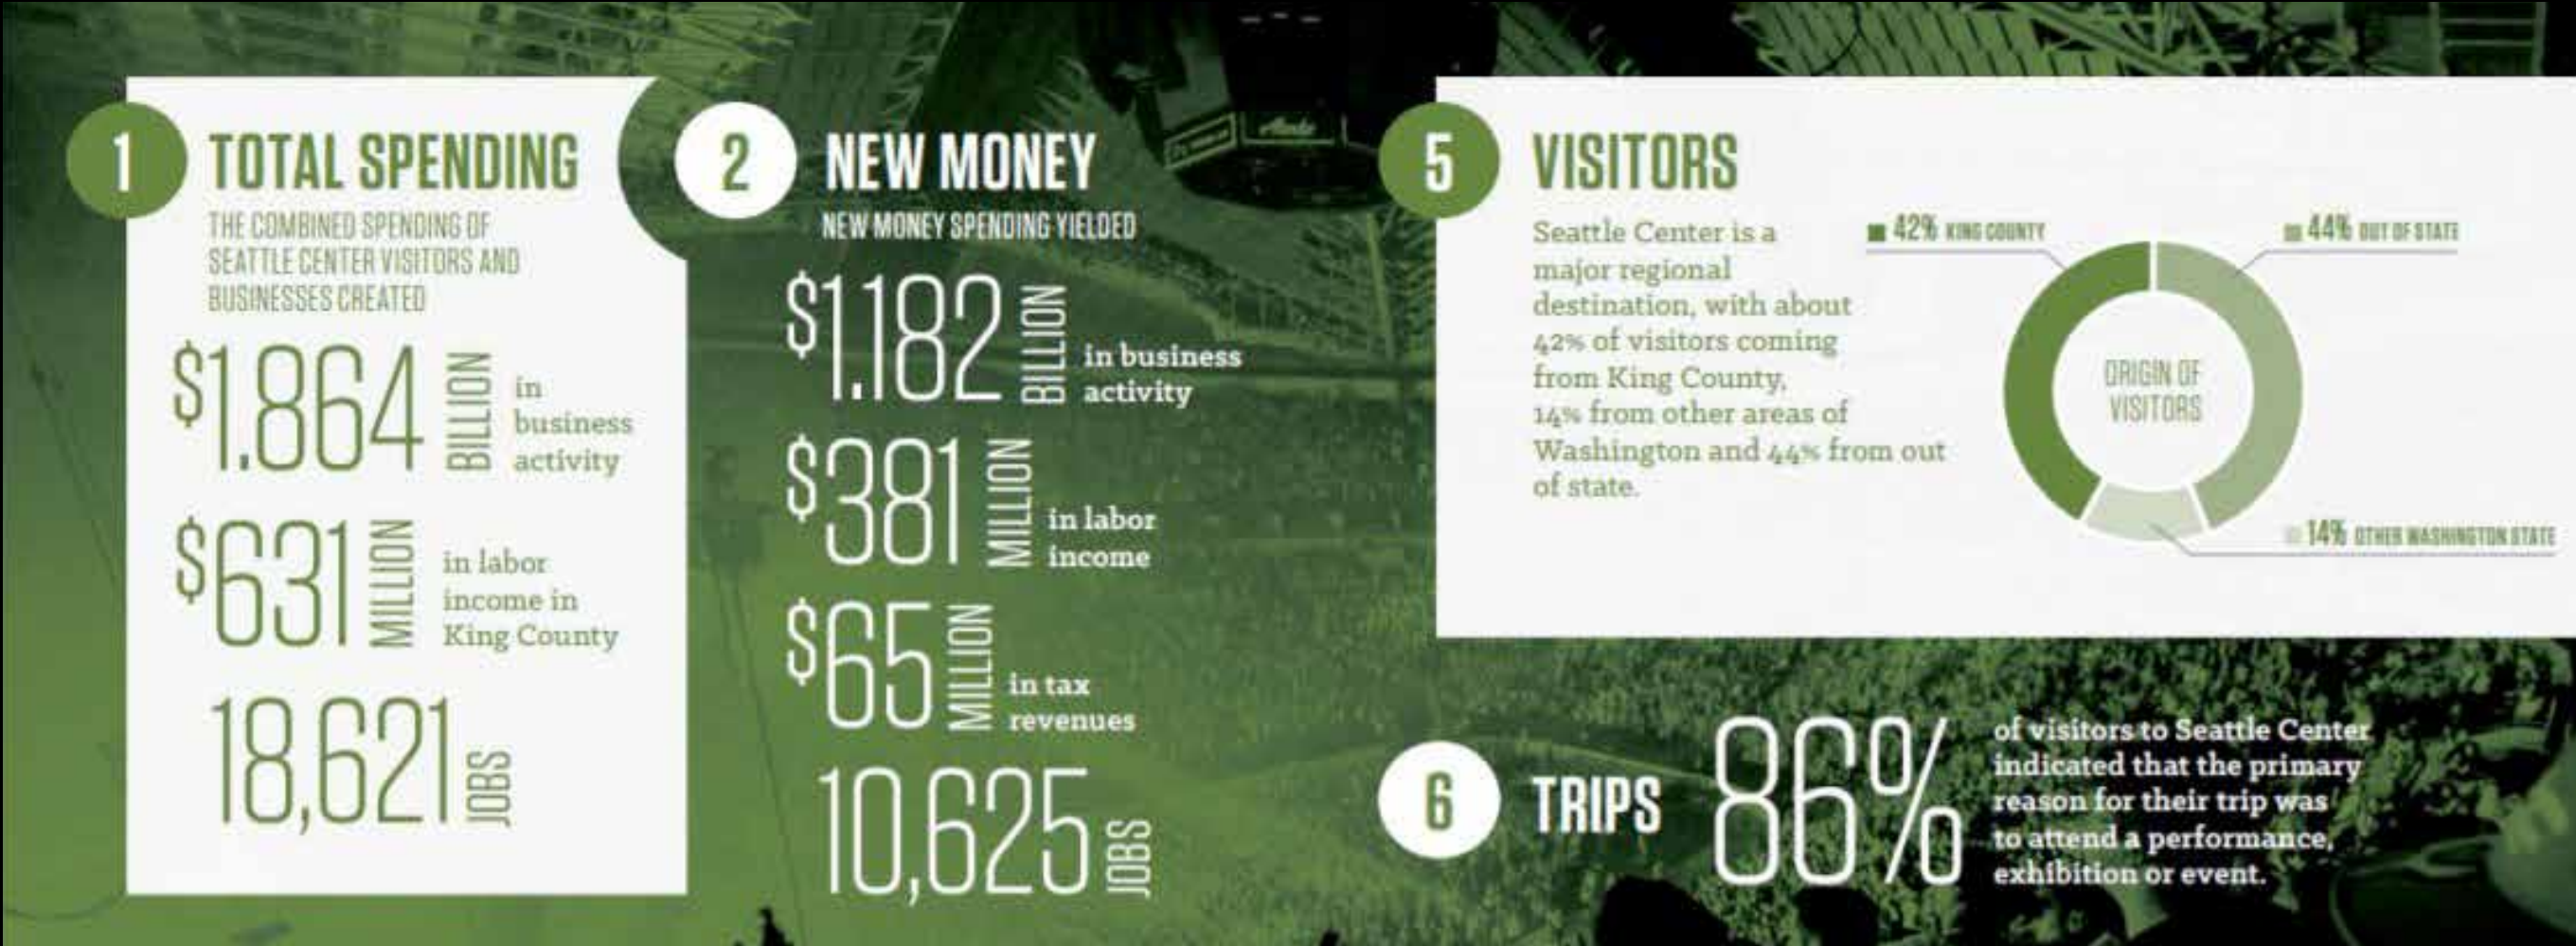 1
TOTAL SPENDING
THE COMBINED SPENDING OF
SEATTLE CENTER VISITORS AND
BUSINESSES CREATED
$1.864 BILLION
in
business
activity
$631 MILLION
in labor
income in
King County
18,621 JOBS
2
NEW MONEY
NEW MONEY SPENDING YIELDED
$1.182 BILLION
in business
activity
$381 MILLION
in labor
income
$65 MILLION
in tax
revenues
10,625 JOBS
5
VISITORS
Seattle Center is a
major regional
destination, with about
42% of visitors coming
from King County,
14% from other areas of
Washington and 44% from out
of state.
42% KING COUNTY
44% OUT OF STATE
ORIGIN OF
VISITORS
14% OTHER WASHINGTON STATE
6
TRIPS
86%
of visitors to Seattle Center
indicated that the primary
reason for their trip was
to attend a performance,
exhibition or event.